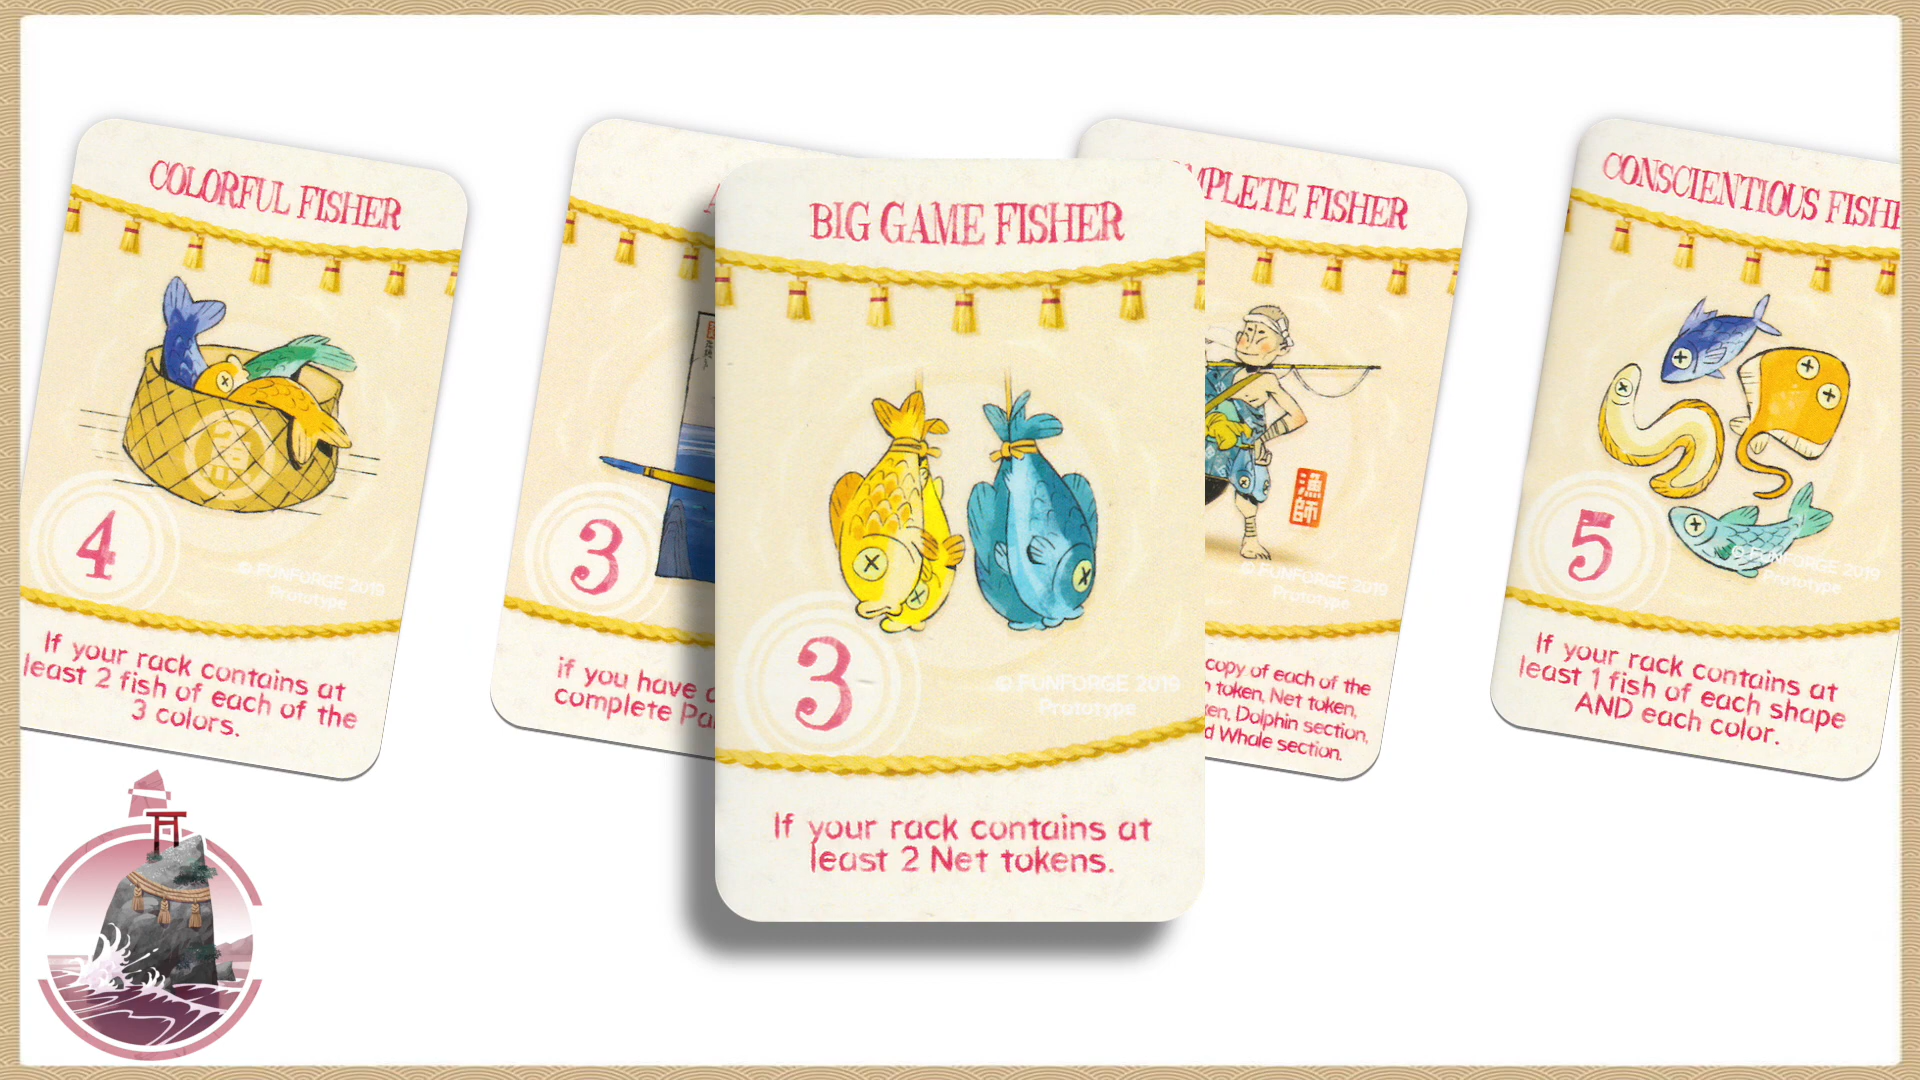 COLORFUL FISHER
4
© FUNFORGE 2019
Prototype
If your rack contains at
least 2 fish of each of the
3 colors.
3
if you have
complete
BIG GAME FISHER
3
© FUNFORGE 2019
Prototype
If your rack contains at
least 2 Net tokens.
FISHER
漁
師
© FUNFORGE 2019
Prototype
copy of each of the
token, Net token,
Dolphin section,
Whale section.
CONSCIENTIOUS
5
© FUNFORGE 2019
Prototype
If your rack contains at
least 1 fish of each shape
AND each color.